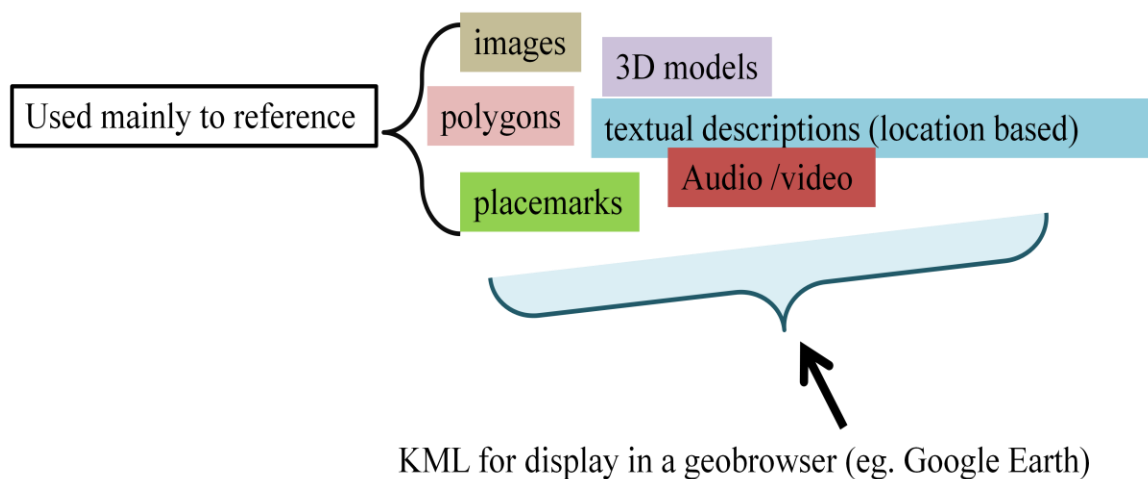 images
3D models
Used mainly to reference
polygons
textual descriptions (location based)
Audio /video
placemarks
KML for display in a geobrowser (eg. Google Earth)